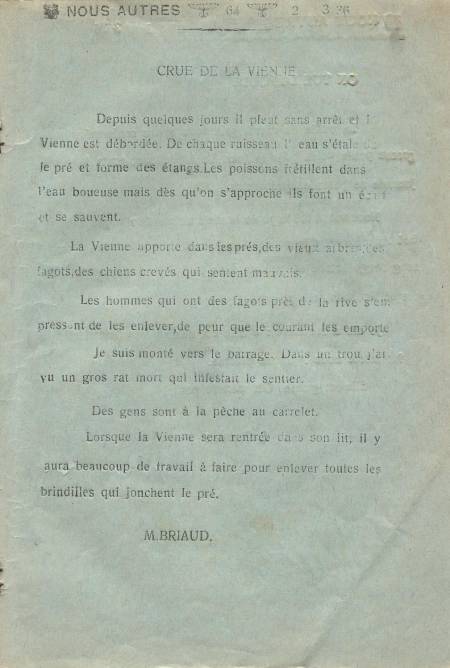 NOUS AUTRES 64 2 3 36
CRUE DE LA VIENNE
Depuis quelques jours il pleut sans arrêt et l
Vienne est débordée. De chaque ruisseau l'eau s'étale
le pré et forme des étangs.Les poissons frétillent dans
l'eau boueuse mais dès qu'on s'approche ils font un
et se sauvent.
La Vienne apporte dans les prés,des vieux arbres,des
fagots,des chiens crevés qui sentent mauvais.
Les hommes qui ont des fagots près de la rive s'em
pressent de les enlever,de peur que le courant les emporte
Je suis monté vers le barrage. Dans un trou j'ai
vu un gros rat mort qui infestait le sentier.
Des gens sont à la pêche au carrelet.
Lorsque la Vienne sera rentrée dans son lit, il y
aura beaucoup de travail à faire pour enlever toutes les
brindilles qui jonchent le pré.
M.BRIAUD.